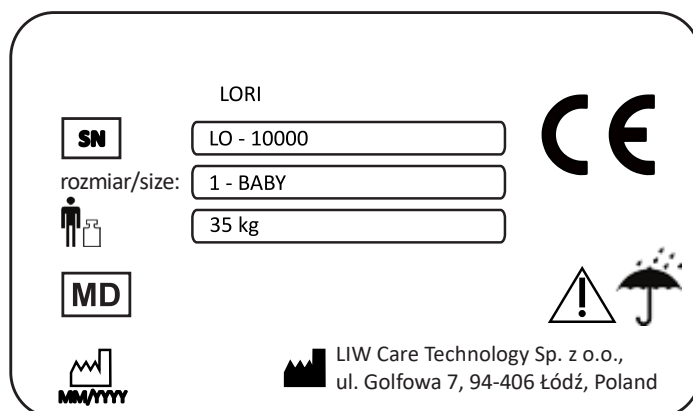 LORI
SN
LO - 10000
rozmiar/size:
1 - BABY
35 kg
CE
MD
MM/YYYY
LIW Care Technology Sp. z o.o.,
ul. Golfowa 7, 94-406 Łódź, Poland